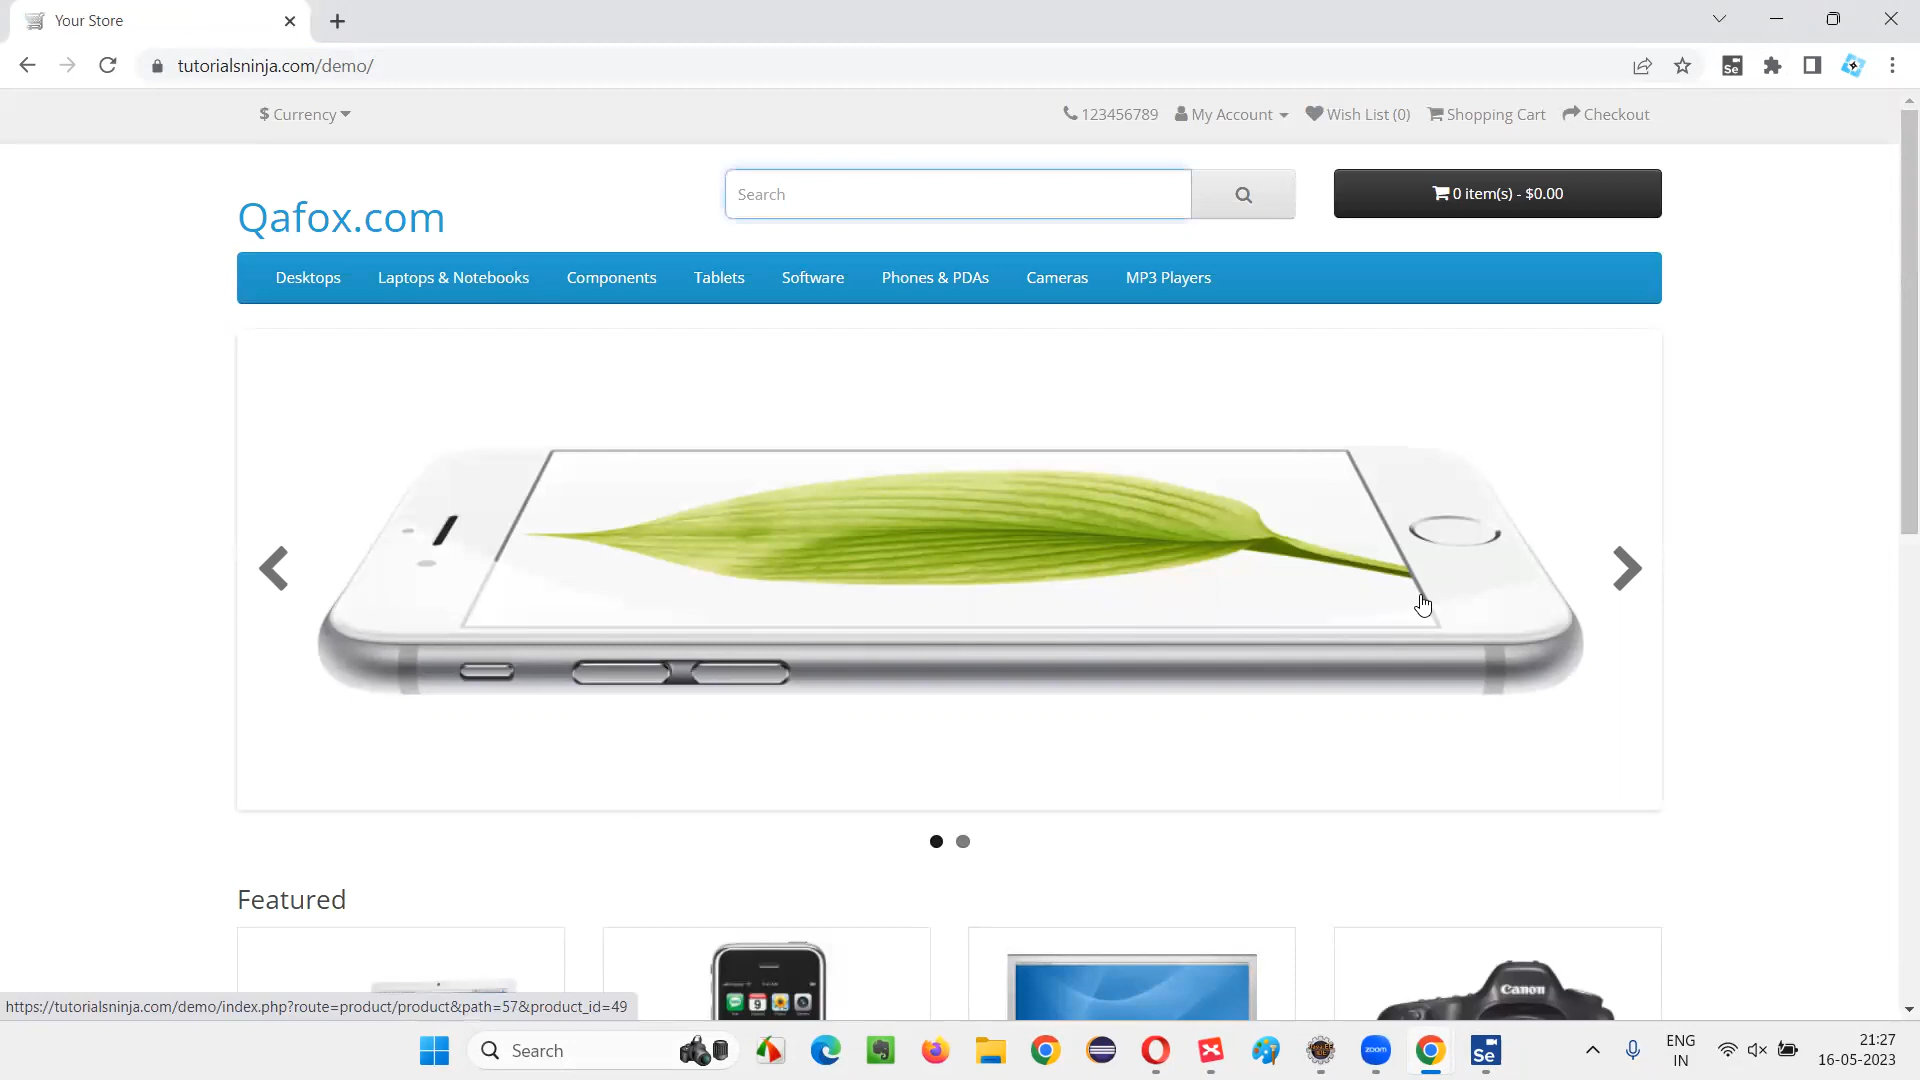 Your Store
tutorialsninja.com/demo/
$ Currency
123456789 My Account Wish List (0) Shopping Cart Checkout
Qafox.com
Search
0 item(s) - $0.00
Desktops Laptops & Notebooks Components Tablets Software Phones & PDAs Cameras MP3 Players
Featured
Canon
https://tutorialsninja.com/demo/index.php?route=product/product&path=57&product_id=49
Search
zoom
Se
ENG
IN
21:27
16-05-2023